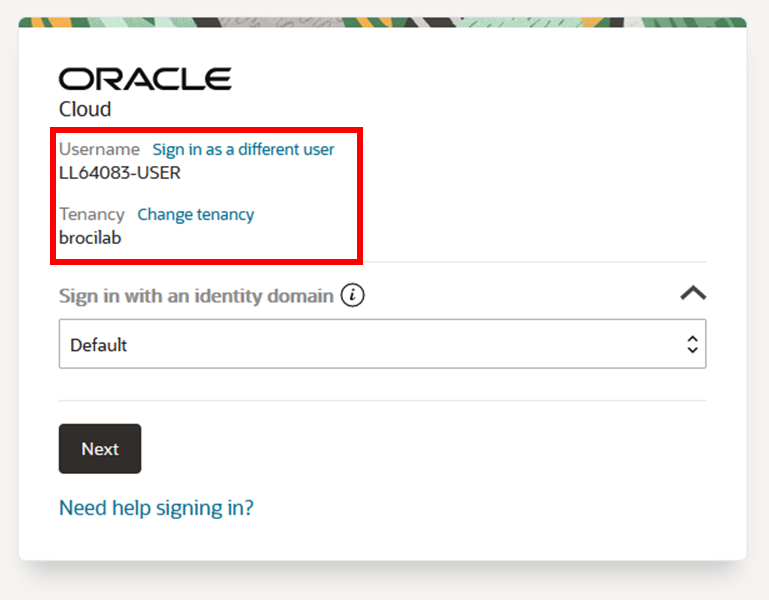 ORACLE
Cloud
Username Sign in as a different user
LL64083-USER
Tenancy Change tenancy
brocilab
Sign in with an identity domain i
Default
Next
Need help signing in?